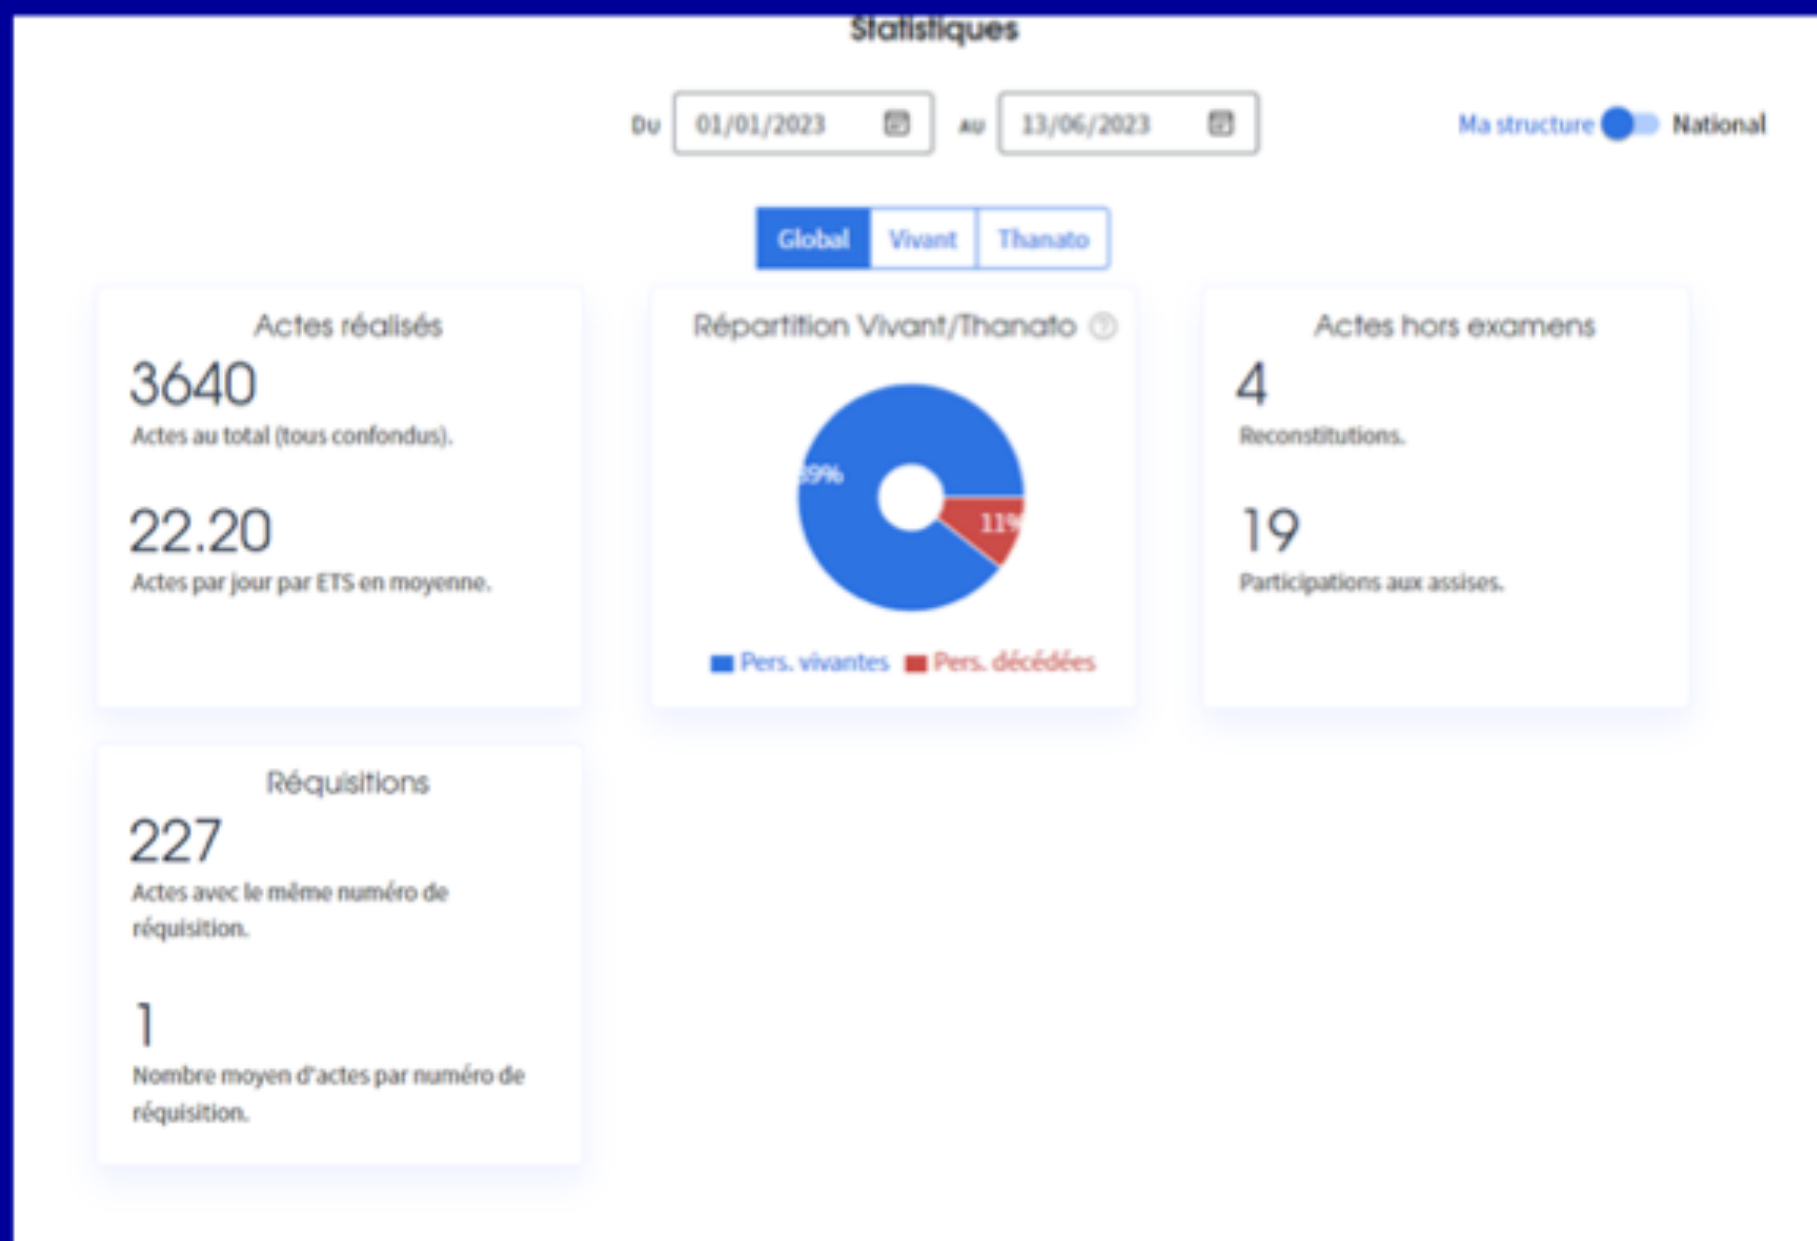 Statistiques
DU 01/01/2023 AU 13/06/2023 Ma structure National
Global Vivant Thanato
Actes réalisés
3640
Actes au total (tous confondus).
22.20
Actes par jour par ETS en moyenne.
Répartition Vivant/Thanato ?
89%
11%
Pers. vivantes Pers. décédées
Actes hors examens
4
Reconstitutions.
19
Participations aux assises.
Réquisitions
227
Actes avec le même numéro de
réquisition.
1
Nombre moyen d'actes par numéro de
réquisition.